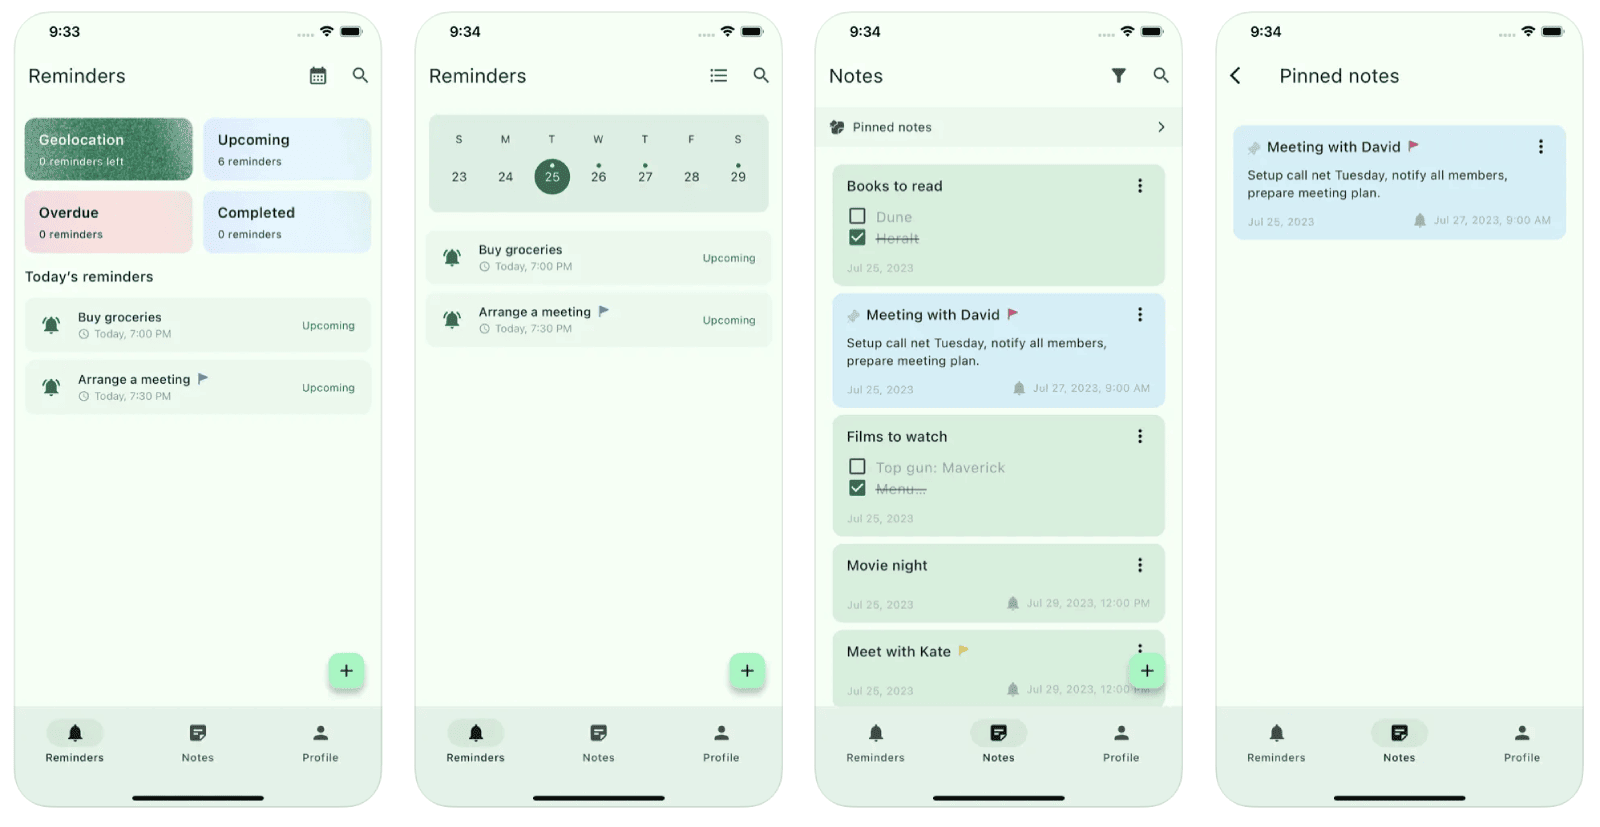 9:33
Reminders
Geolocation
0 reminders left
Upcoming
6 reminders
Overdue
0 reminders
Completed
0 reminders
Today's reminders
Buy groceries
Today, 7:00 PM
Upcoming
Arrange a meeting
Today, 7:30 PM
Upcoming
+
Reminders
Notes
Profile
9:34
Reminders
S M T W T F S
23 24 25 26 27 28 29
Buy groceries
Today, 7:00 PM
Upcoming
Arrange a meeting
Today, 7:30 PM
Upcoming
+
Reminders
Notes
Profile
9:34
Notes
Pinned notes
Books to read
Dune
Heralt
Jul 25, 2023
Meeting with David
Setup call net Tuesday, notify all members,
prepare meeting plan.
Jul 25, 2023
Jul 27, 2023, 9:00 AM
Films to watch
Top gun: Maverick
Menu...
Jul 25, 2023
Movie night
Jul 25, 2023
Jul 29, 2023, 12:00 PM
Meet with Kate
Jul 25, 2023
Jul 29, 2023, 12:00 PM
+
Reminders
Notes
Profile
9:34
Pinned notes
Meeting with David
Setup call net Tuesday, notify all members,
prepare meeting plan.
Jul 25, 2023
Jul 27, 2023, 9:00 AM
Reminders
Notes
Profile